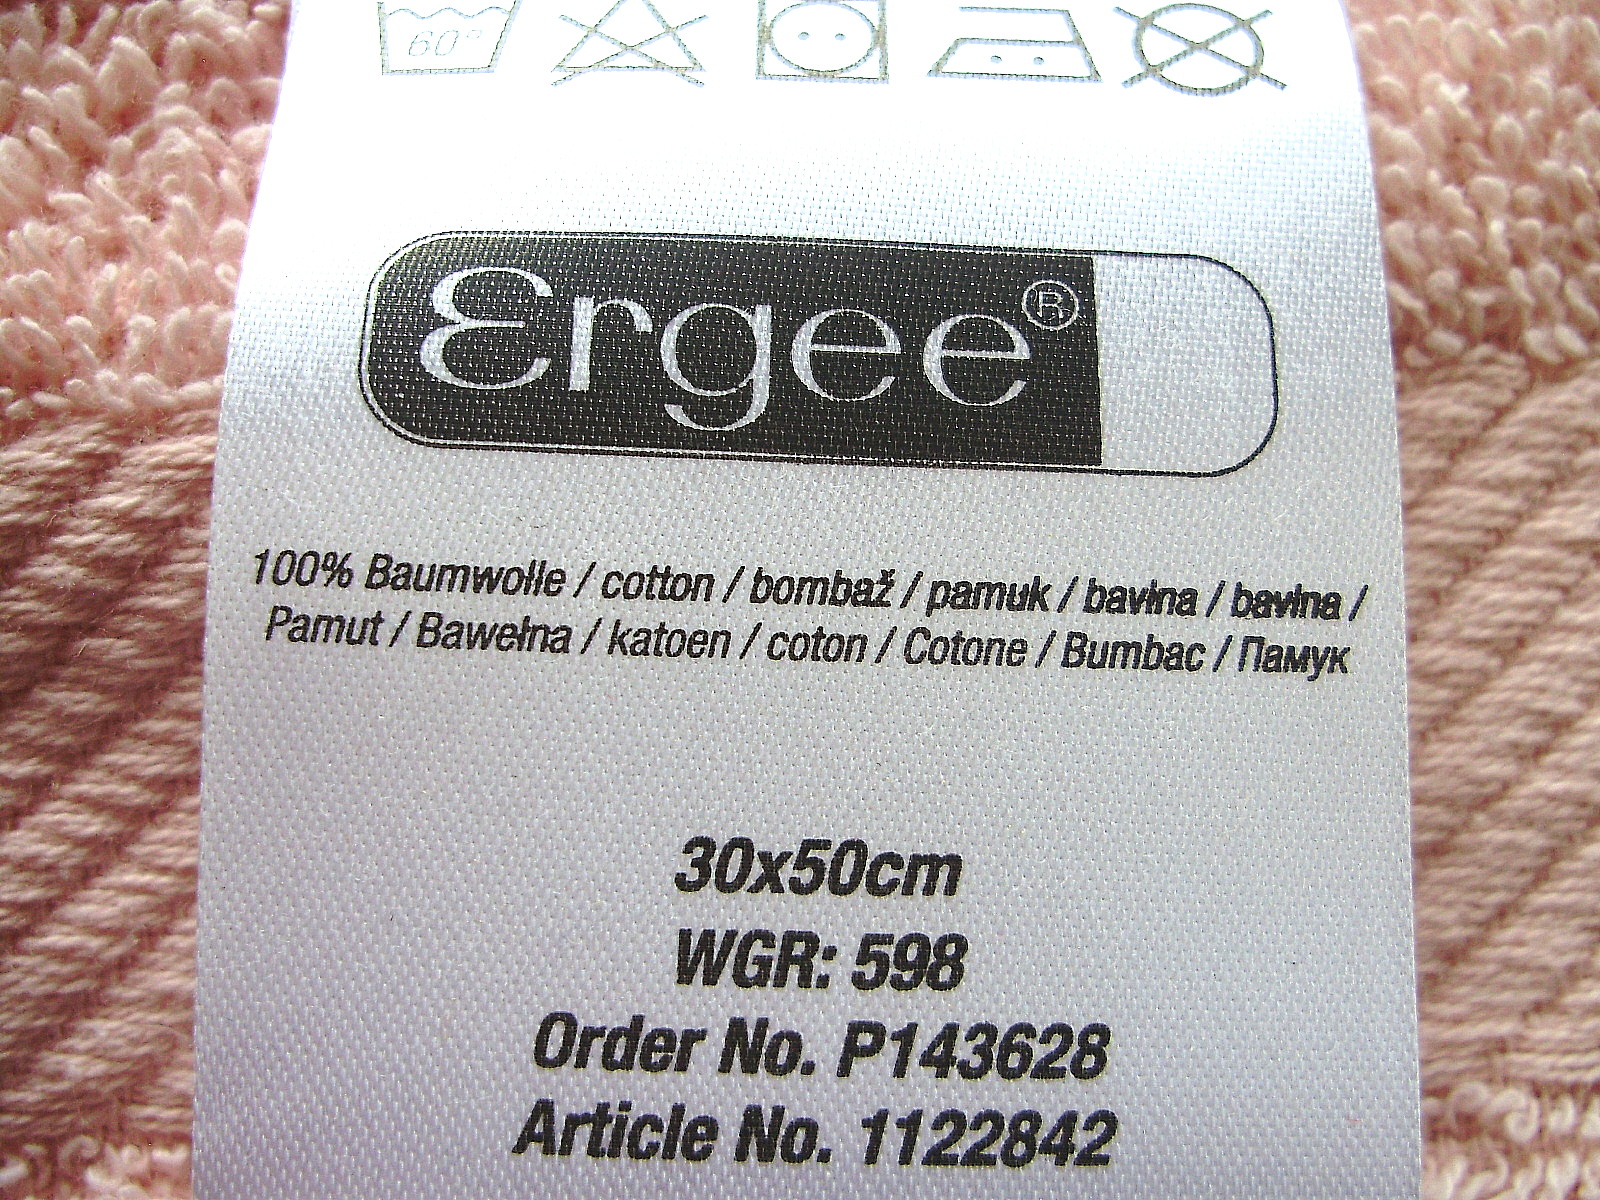 60°
Ergee®
100% Baumwolle / cotton / bombaž / pamuk / bavlna / bavlna /
Pamut / Bawełna / katoen / coton / Cotone / Bumbac / Памук
30x50cm
WGR: 598
Order No. P143628
Article No. 1122842